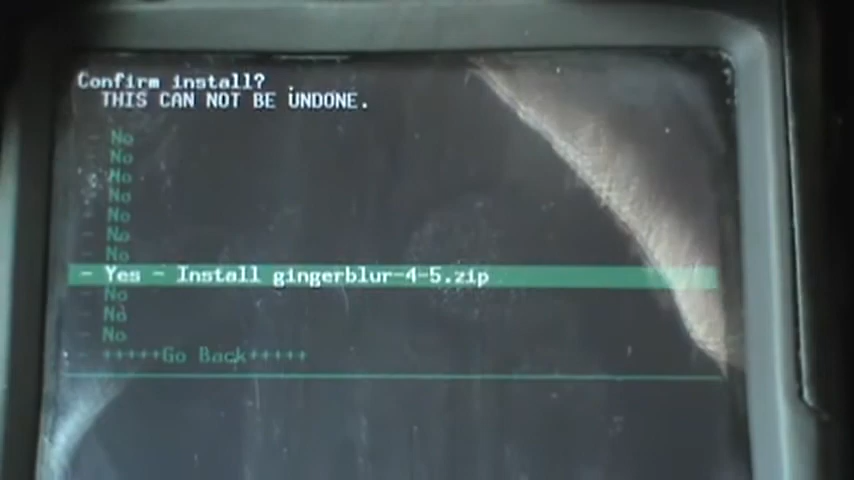 Confirm install?
THIS CAN NOT BE UNDONE.
- No
- No
- No
- No
- No
- No
- No
- Yes - Install gingerblur-4-5.zip
- No
- No
- No
- +++++Go Back+++++